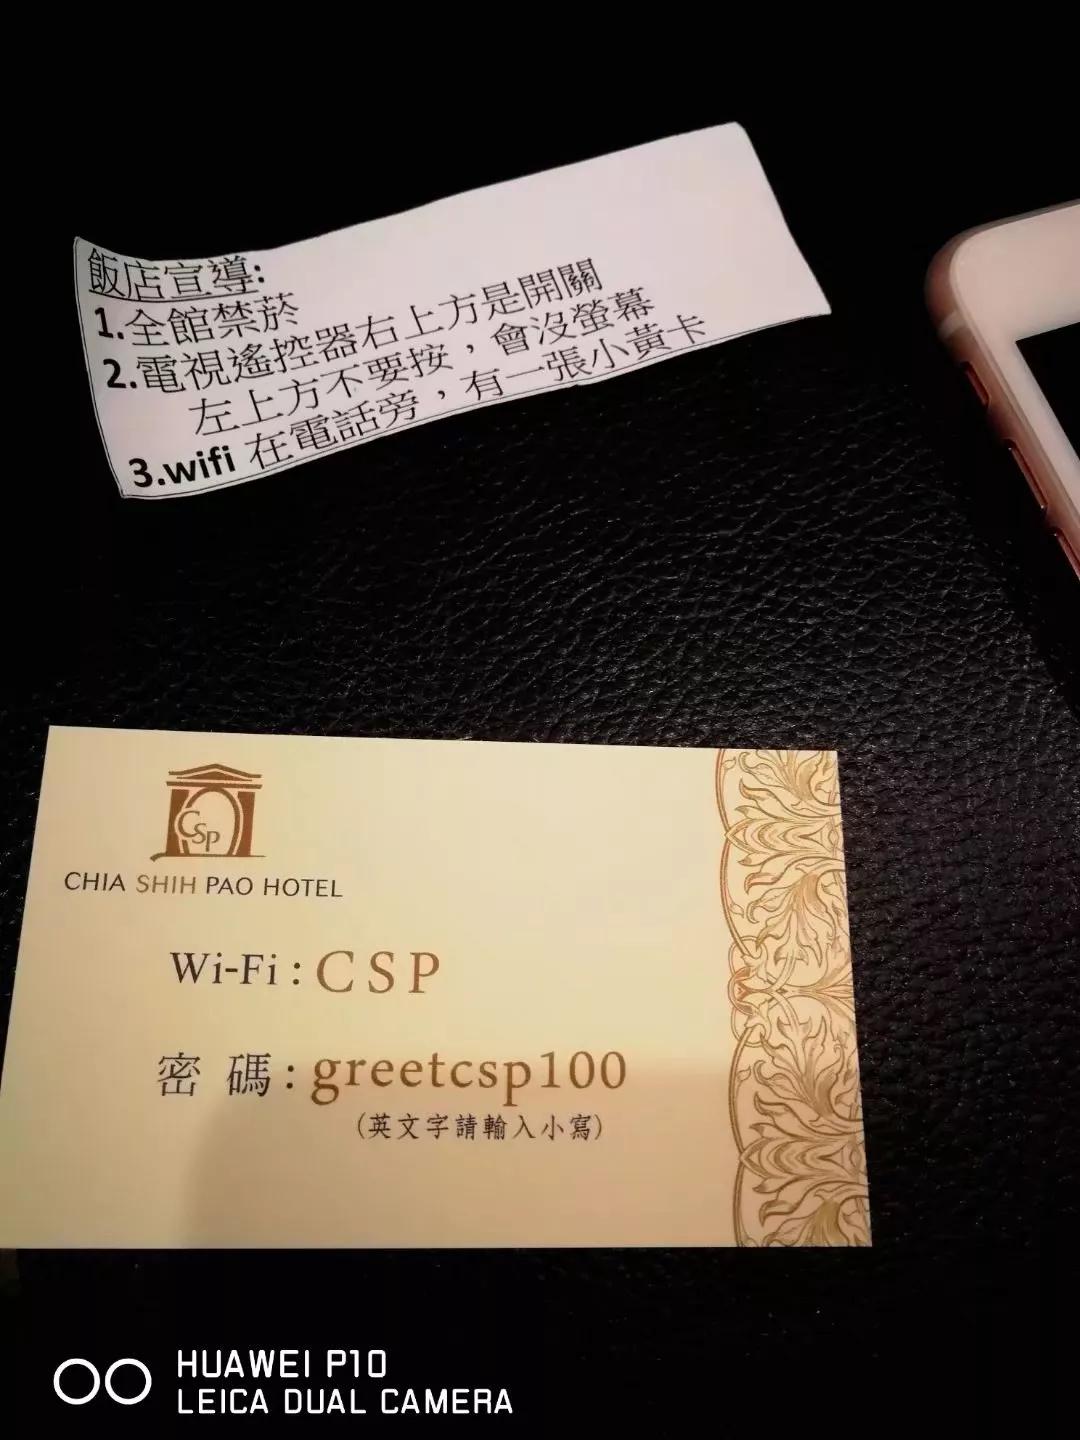 飯店宣導:
1.全館禁菸
2.電視遙控器右上方是開關
左上方不要按，會沒螢幕
3.wifi 在電話旁，有一張小黃卡
CSP
CHIA SHIH PAO HOTEL
Wi-Fi : CSP
密 碼 : greetcsp100
(英文字請輸入小寫)
HUAWEI P10
LEICA DUAL CAMERA